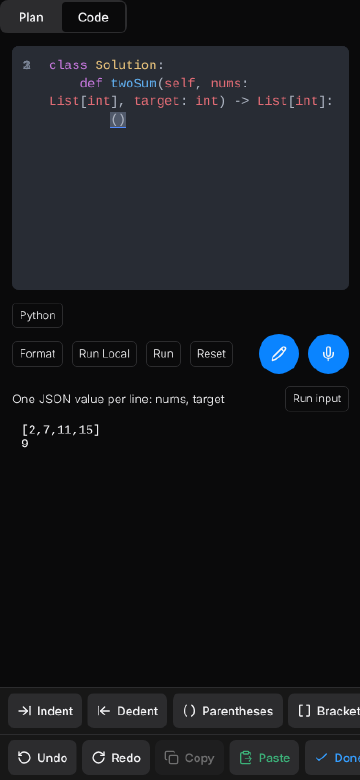 Plan Code
class Solution:
def twoSum(self, nums:
List[int], target: int) -> List[int]:
()
Python
Format Run Local Run Reset
One JSON value per line: nums, target Run input
[2,7,11,15]
9
Indent Dedent () Parentheses [] Bracket
Undo Redo Copy Paste Done